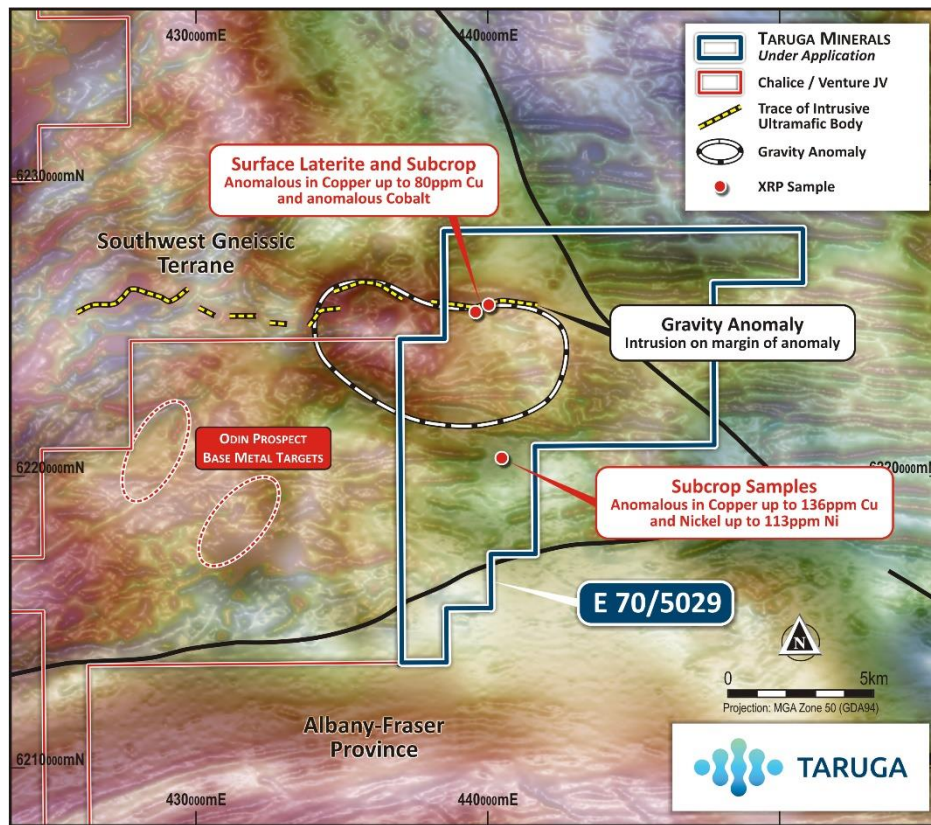 430000mE
440000mE
TARUGA MINERALS
Under Application
Chalice / Venture JV
Trace of Intrusive
Ultramafic Body
Gravity Anomaly
XRP Sample
6230000mN
Surface Laterite and Subcrop
Anomalous in Copper up to 80ppm Cu
and anomalous Cobalt
Southwest Gneissic
Terrane
Gravity Anomaly
Intrusion on margin of anomaly
ODIN PROSPECT
BASE METAL TARGETS
6220000mN
Subcrop Samples
Anomalous in Copper up to 136ppm Cu
and Nickel up to 113ppm Ni
E 70/5029
N
0 5km
Projection: MGA Zone 50 (GDA94)
Albany-Fraser
Province
6210000mN
TARUGA
430000mE
440000mE